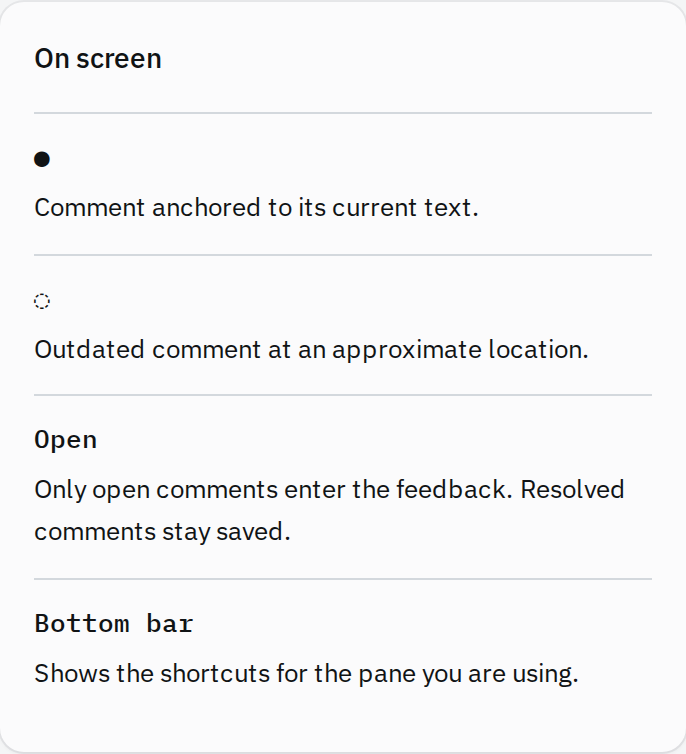 On screen
●
Comment anchored to its current text.
◌
Outdated comment at an approximate location.
Open
Only open comments enter the feedback. Resolved
comments stay saved.
Bottom bar
Shows the shortcuts for the pane you are using.